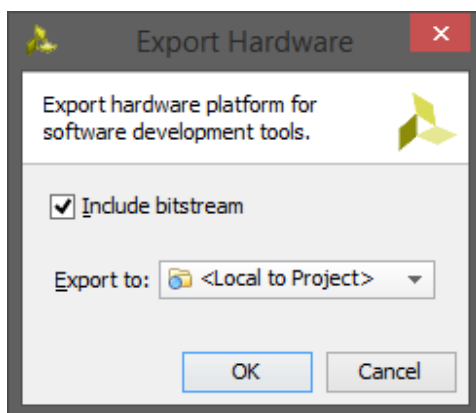 Export Hardware
Export hardware platform for
software development tools.
Include bitstream
Export to: <Local to Project>
OK Cancel